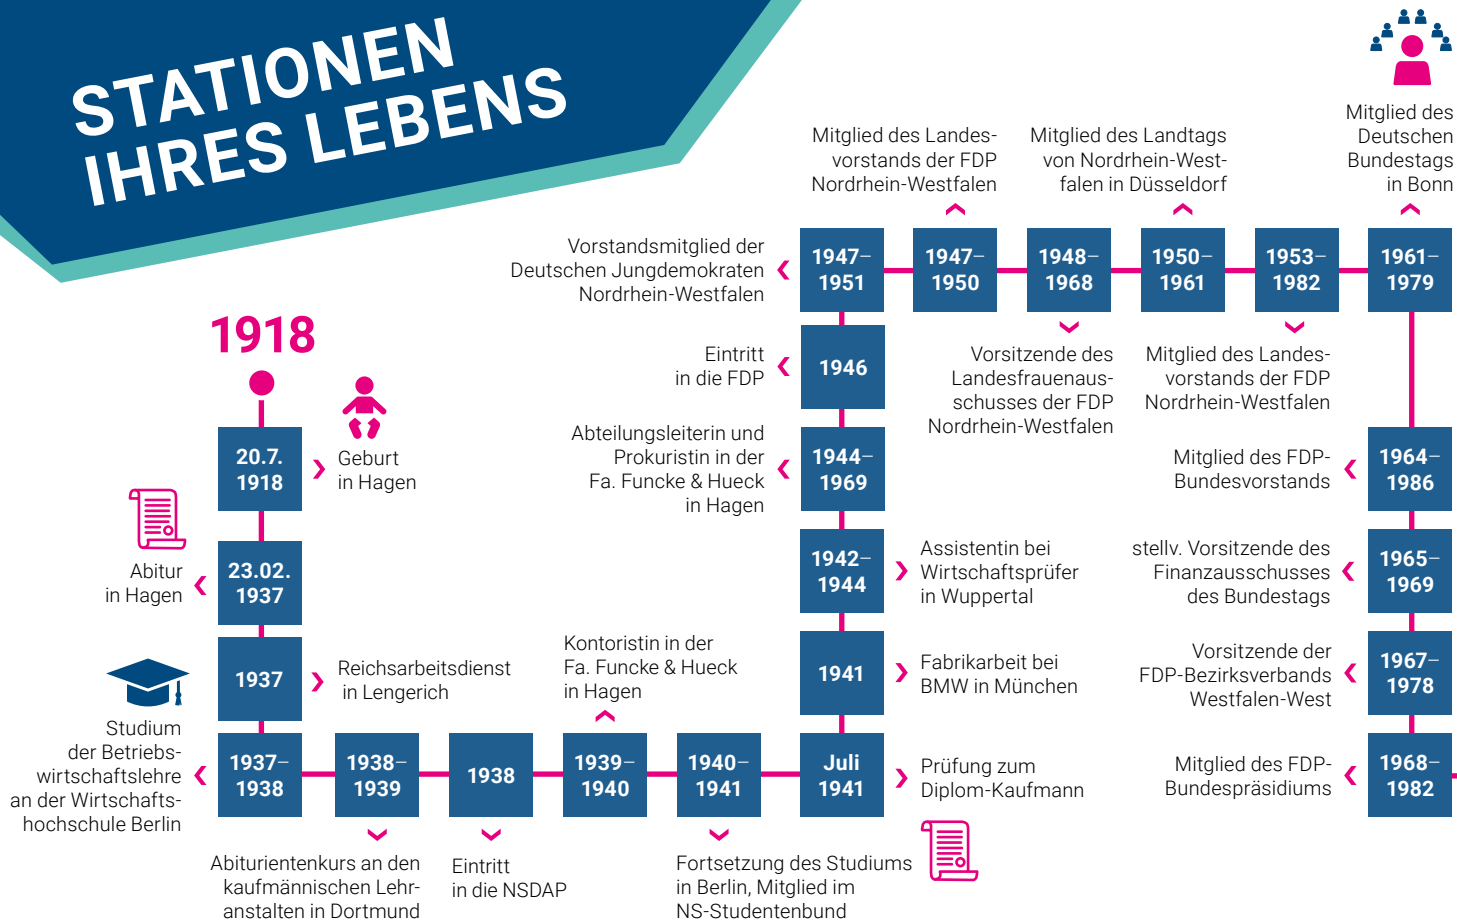 STATIONEN
IHRES LEBENS
1918
20.7.
1918
Geburt
in Hagen
23.02.
1937
Abitur
in Hagen
1937
Reichsarbeitsdienst
in Lengerich
1937–
1938
Studium
der Betriebs-
wirtschaftslehre
an der Wirtschafts-
hochschule Berlin
1938–
1939
Abiturientenkurs an den
kaufmännischen Lehr-
anstalten in Dortmund
1938
Eintritt
in die NSDAP
1939–
1940
Kontoristin in der
Fa. Funcke & Hueck
in Hagen
1940–
1941
Fortsetzung des Studiums
in Berlin, Mitglied im
NS-Studentenbund
Juli
1941
Prüfung zum
Diplom-Kaufmann
1941
Fabrikarbeit bei
BMW in München
1942–
1944
Assistentin bei
Wirtschaftsprüfer
in Wuppertal
1944–
1969
Abteilungsleiterin und
Prokuristin in der
Fa. Funcke & Hueck
in Hagen
1946
Eintritt
in die FDP
1947–
1951
Vorstandsmitglied der
Deutschen Jungdemokraten
Nordrhein-Westfalen
1947–
1950
Mitglied des Landes-
vorstands der FDP
Nordrhein-Westfalen
1948–
1968
Vorsitzende des
Landesfrauenaus-
schusses der FDP
Nordrhein-Westfalen
1950–
1961
Mitglied des Landtags
von Nordrhein-West-
falen in Düsseldorf
1953–
1982
Mitglied des Landes-
vorstands der FDP
Nordrhein-Westfalen
1961–
1979
Mitglied des
Deutschen
Bundestags
in Bonn
1964–
1986
Mitglied des FDP-
Bundesvorstands
1965–
1969
stellv. Vorsitzende des
Finanzausschusses
des Bundestags
1967–
1978
Vorsitzende der
FDP-Bezirksverbands
Westfalen-West
1968–
1982
Mitglied des FDP-
Bundespräsidiums